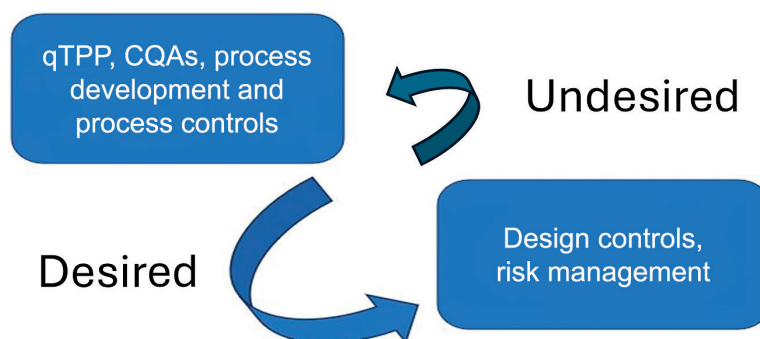 qTPP, CQAs, process
development and
process controls
Undesired
Desired
Design controls,
risk management